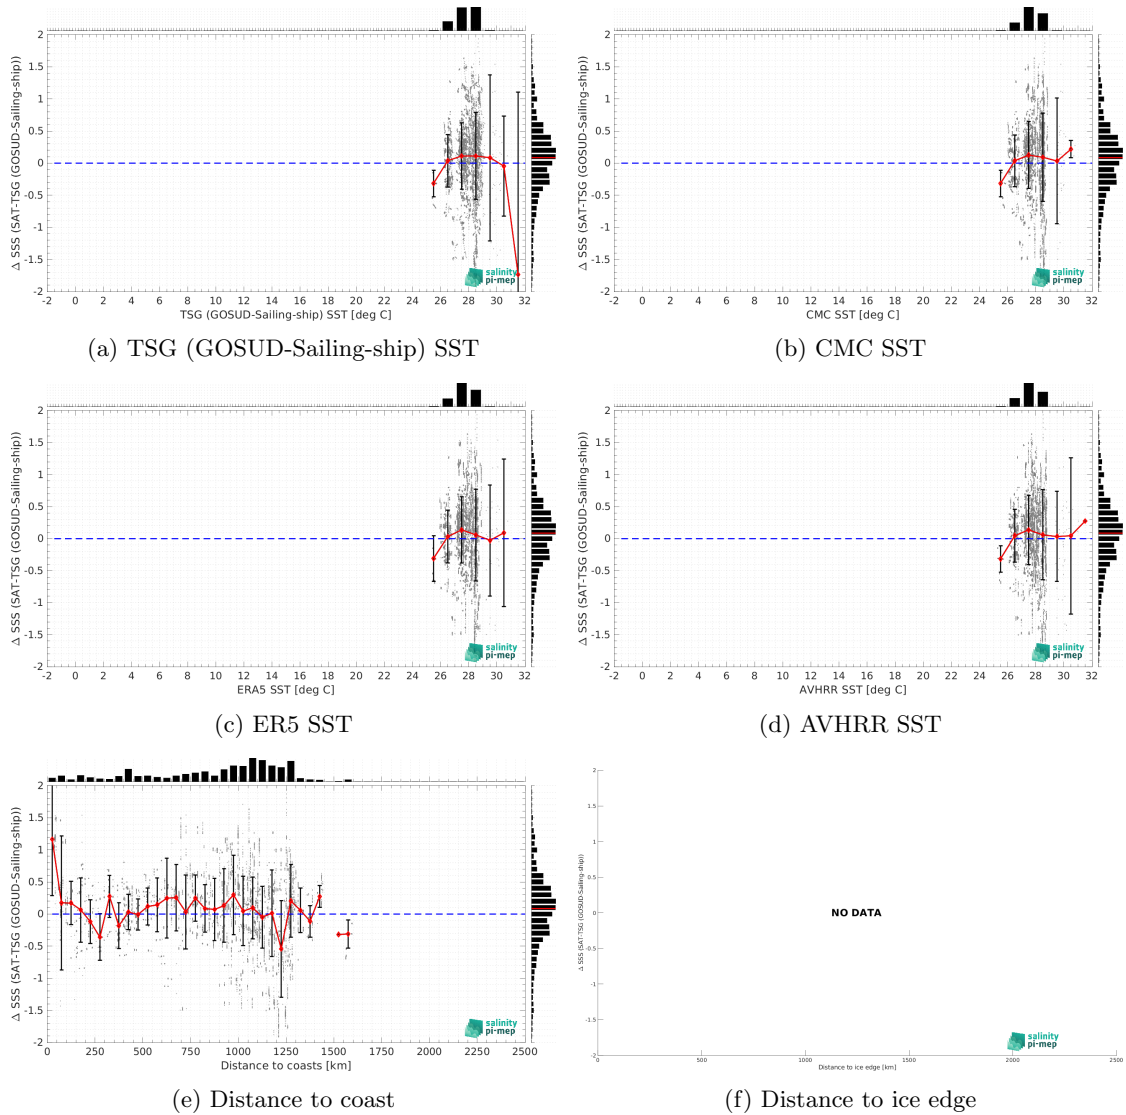 2
1.5
1
0.5
0
-0.5
-1
-1.5
-2
Δ SSS (SAT-TSG (GOSUD-Sailing-ship))
-2 0 2 4 6 8 10 12 14 16 18 20 22 24 26 28 30 32
TSG (GOSUD-Sailing-ship) SST [deg C]
salinity
pi-mep
(a) TSG (GOSUD-Sailing-ship) SST
2
1.5
1
0.5
0
-0.5
-1
-1.5
-2
Δ SSS (SAT-TSG (GOSUD-Sailing-ship))
-2 0 2 4 6 8 10 12 14 16 18 20 22 24 26 28 30 32
CMC SST [deg C]
salinity
pi-mep
(b) CMC SST
2
1.5
1
0.5
0
-0.5
-1
-1.5
-2
Δ SSS (SAT-TSG (GOSUD-Sailing-ship))
-2 0 2 4 6 8 10 12 14 16 18 20 22 24 26 28 30 32
ERA5 SST [deg C]
salinity
pi-mep
(c) ER5 SST
2
1.5
1
0.5
0
-0.5
-1
-1.5
-2
Δ SSS (SAT-TSG (GOSUD-Sailing-ship))
-2 0 2 4 6 8 10 12 14 16 18 20 22 24 26 28 30 32
AVHRR SST [deg C]
salinity
pi-mep
(d) AVHRR SST
2
1.5
1
0.5
0
-0.5
-1
-1.5
-2
Δ SSS (SAT-TSG (GOSUD-Sailing-ship))
0 250 500 750 1000 1250 1500 1750 2000 2250 2500
Distance to coasts [km]
salinity
pi-mep
(e) Distance to coast
2
1.5
1
0.5
0
-0.5
-1
-1.5
-2
Δ SSS (SAT-TSG (GOSUD-Sailing-ship))
NO DATA
0 500 1000 1500 2000 2500
Distance to ice edge [km]
salinity
pi-mep
(f) Distance to ice edge